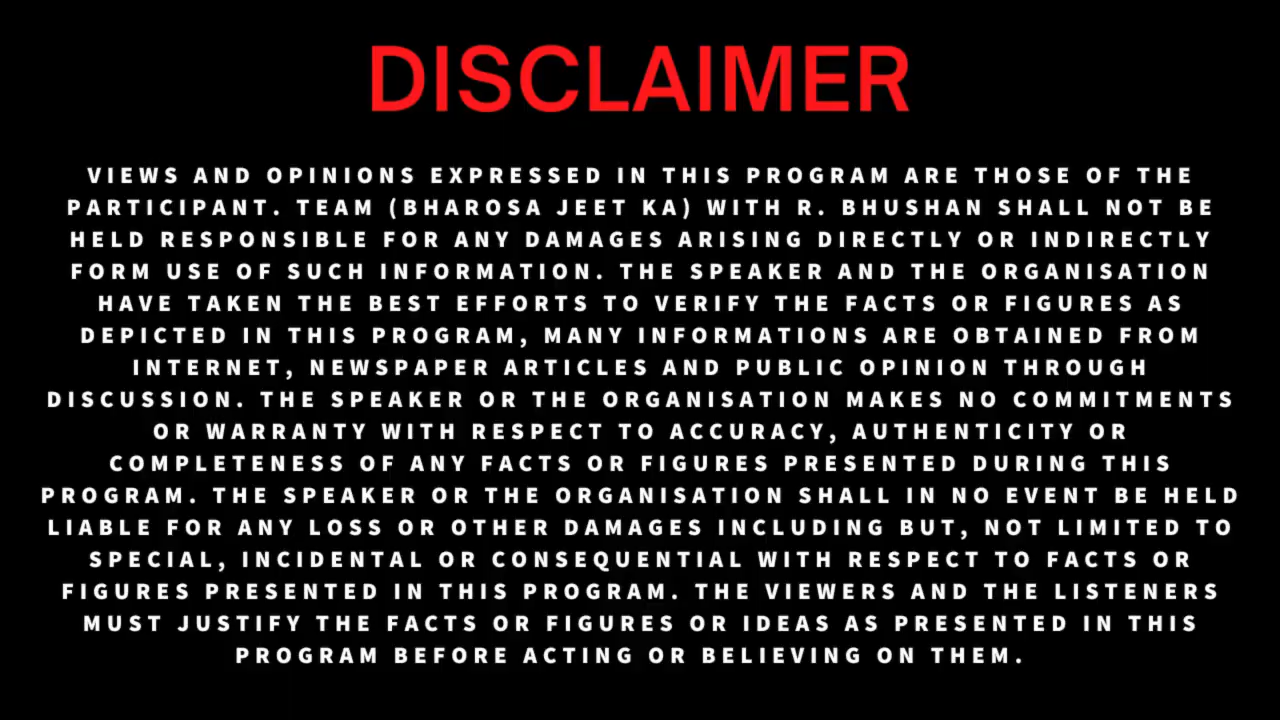 DISCLAIMER
VIEWS AND OPINIONS EXPRESSED IN THIS PROGRAM ARE THOSE OF THE
PARTICIPANT. TEAM (BHAROSA JEET KA) WITH R. BHUSHAN SHALL NOT BE
HELD RESPONSIBLE FOR ANY DAMAGES ARISING DIRECTLY OR INDIRECTLY
FORM USE OF SUCH INFORMATION. THE SPEAKER AND THE ORGANISATION
HAVE TAKEN THE BEST EFFORTS TO VERIFY THE FACTS OR FIGURES AS
DEPICTED IN THIS PROGRAM, MANY INFORMATIONS ARE OBTAINED FROM
INTERNET, NEWSPAPER ARTICLES AND PUBLIC OPINION THROUGH
DISCUSSION. THE SPEAKER OR THE ORGANISATION MAKES NO COMMITMENTS
OR WARRANTY WITH RESPECT TO ACCURACY, AUTHENTICITY OR
COMPLETENESS OF ANY FACTS OR FIGURES PRESENTED DURING THIS
PROGRAM. THE SPEAKER OR THE ORGANISATION SHALL IN NO EVENT BE HELD
LIABLE FOR ANY LOSS OR OTHER DAMAGES INCLUDING BUT, NOT LIMITED TO
SPECIAL, INCIDENTAL OR CONSEQUENTIAL WITH RESPECT TO FACTS OR
FIGURES PRESENTED IN THIS PROGRAM. THE VIEWERS AND THE LISTENERS
MUST JUSTIFY THE FACTS OR FIGURES OR IDEAS AS PRESENTED IN THIS
PROGRAM BEFORE ACTING OR BELIEVING ON THEM.